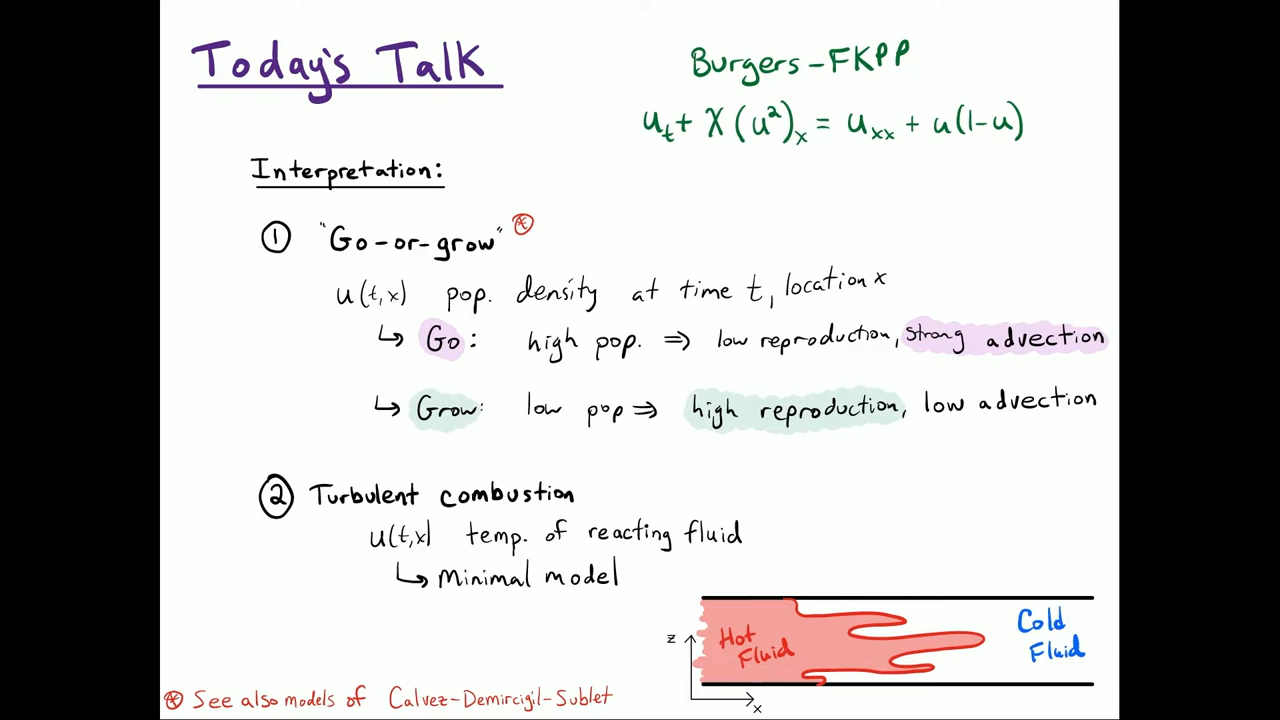 Today's Talk
Burgers-FKPP
u_t + χ(u²)_x = u_xx + u(1-u)
Interpretation:
① "Go-or-grow" ⊛
u(t,x) pop. density at time t, location x
↳ Go: high pop. ⇒ low reproduction, strong advection
↳ Grow: low pop ⇒ high reproduction, low advection
② Turbulent combustion
u(t,x) temp. of reacting fluid
↳ Minimal model
Hot
Fluid
Cold
Fluid
z
x
⊛ See also models of Calvez-Demircigil-Sublet